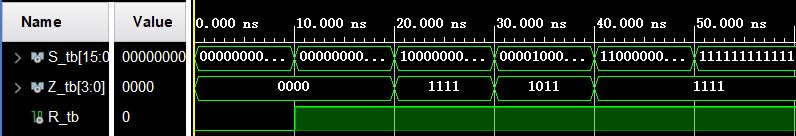 Name Value 0.000 ns 10.000 ns 20.000 ns 30.000 ns 40.000 ns 50.000 ns
S_tb[15:0 00000000 00000000... 00000000... 10000000... 00001000... 11000000... 111111111111
Z_tb[3:0] 0000 0000 1111 1011 1111
R_tb 0